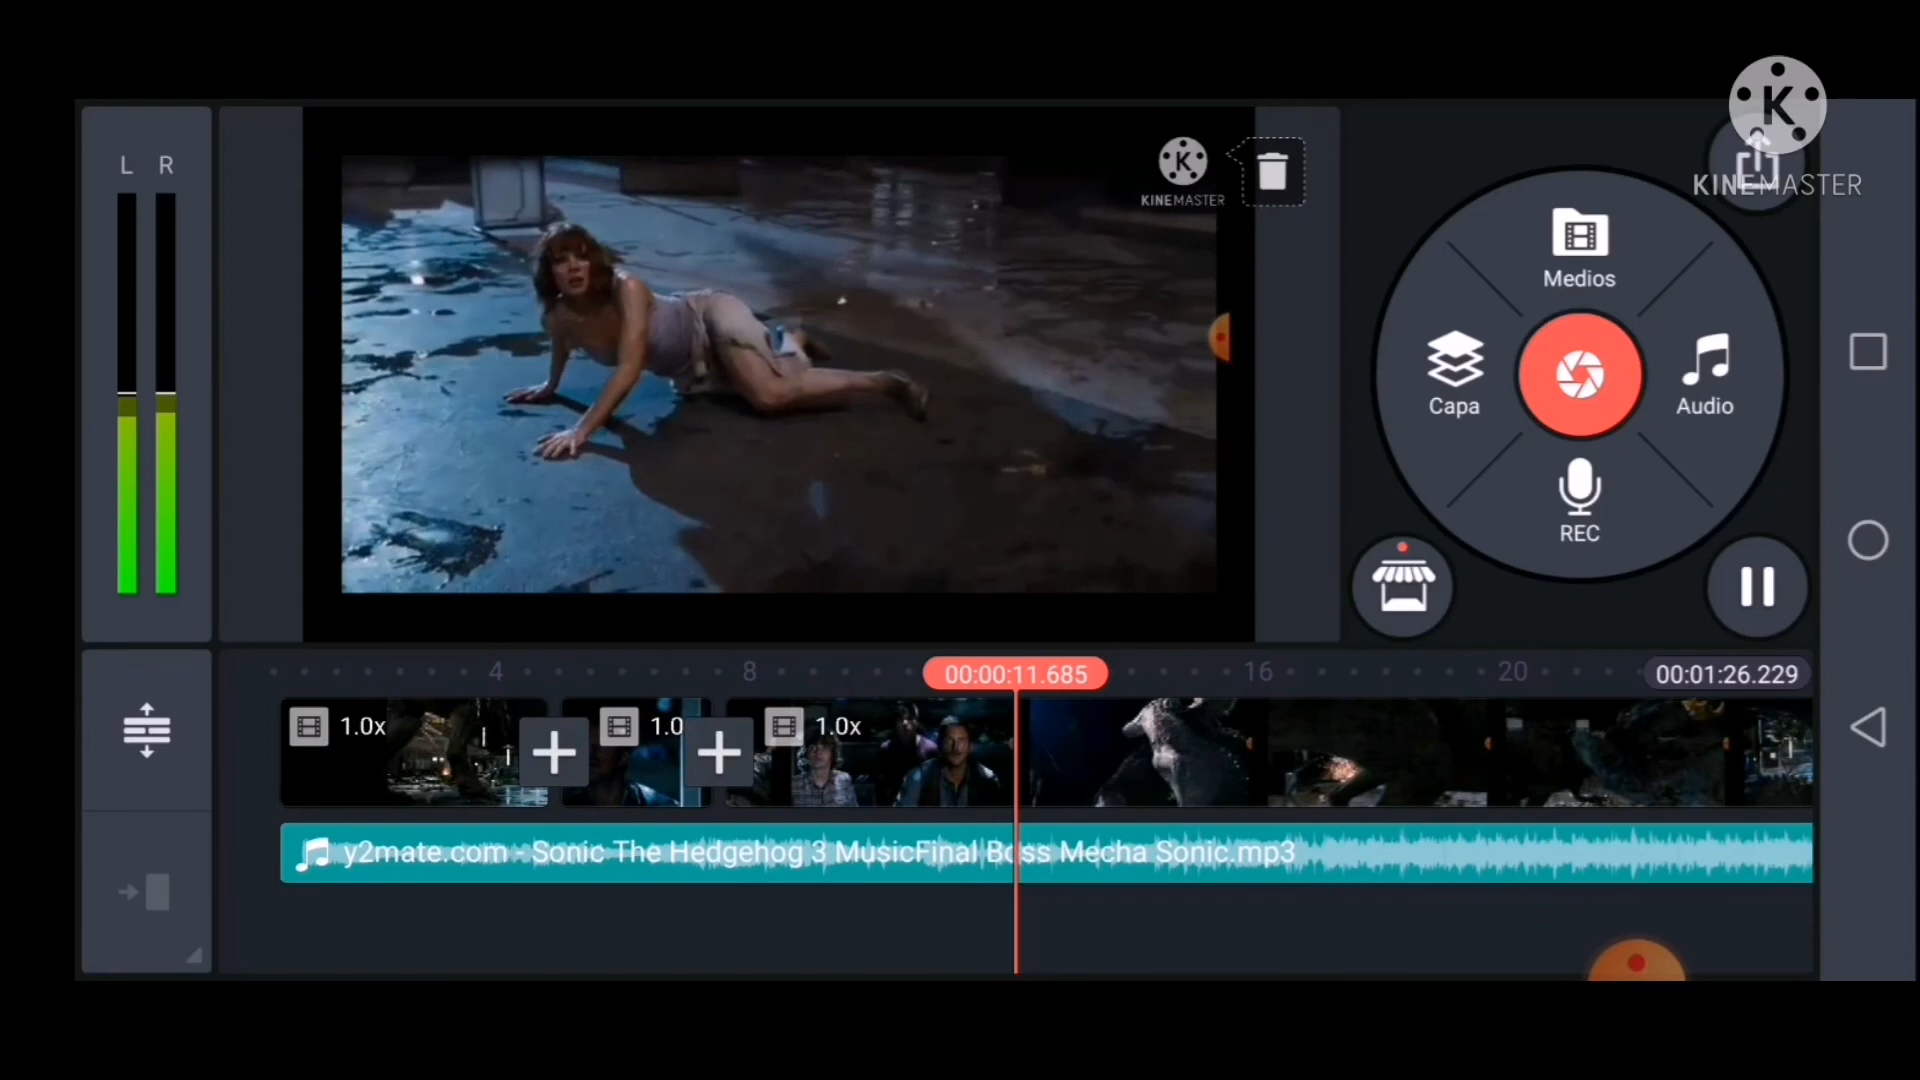 L R
KINEMASTER
KINEMASTER
Medios
Capa
Audio
REC
4
8
00:00:11.685
16
20
00:01:26.229
1.0x
1.0
1.0x
y2mate.com - Sonic The Hedgehog 3 MusicFinal Boss Mecha Sonic.mp3